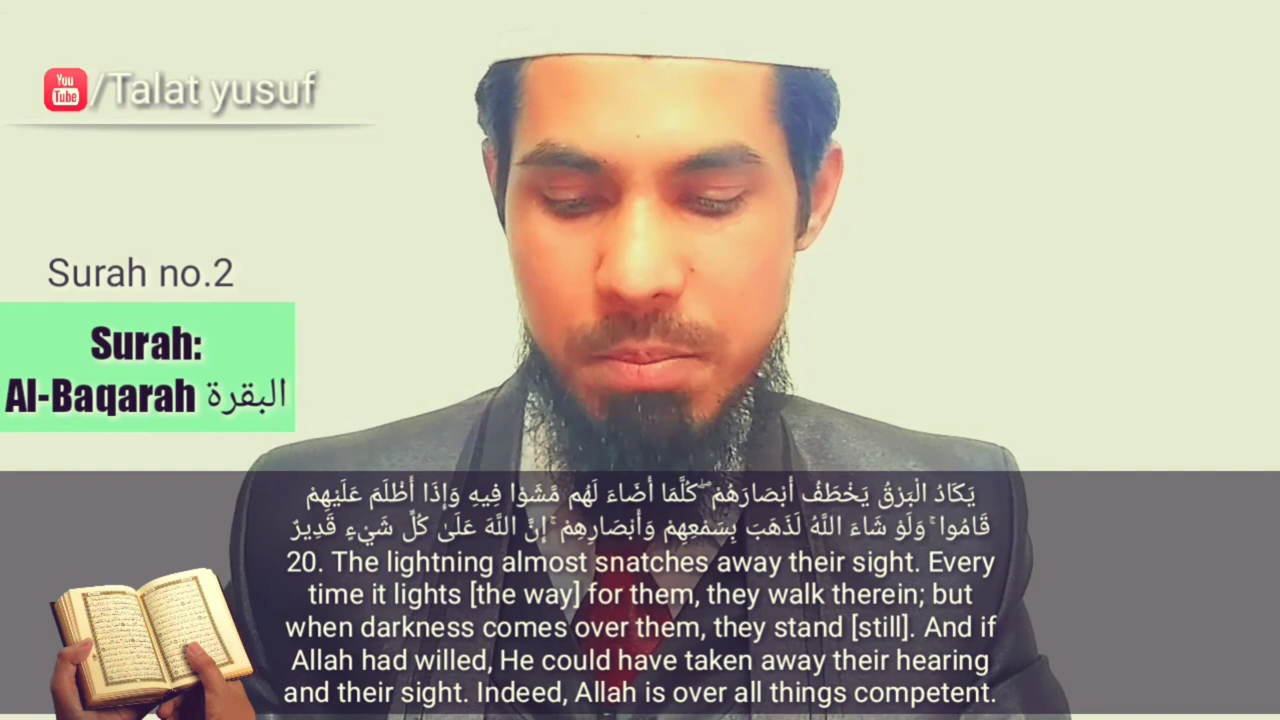 You
Tube
/Talat yusuf
Surah no.2
Surah:
Al-Baqarah البقرة
يَكَادُ الْبَرْقُ يَخْطَفُ أَبْصَارَهُمْ ۖ كُلَّمَا أَضَاءَ لَهُم مَّشَوْا فِيهِ وَإِذَا أَظْلَمَ عَلَيْهِمْ
قَامُوا ۚ وَلَوْ شَاءَ اللَّهُ لَذَهَبَ بِسَمْعِهِمْ وَأَبْصَارِهِمْ ۚ إِنَّ اللَّهَ عَلَىٰ كُلِّ شَيْءٍ قَدِيرٌ
20. The lightning almost snatches away their sight. Every
time it lights [the way] for them, they walk therein; but
when darkness comes over them, they stand [still]. And if
Allah had willed, He could have taken away their hearing
and their sight. Indeed, Allah is over all things competent.